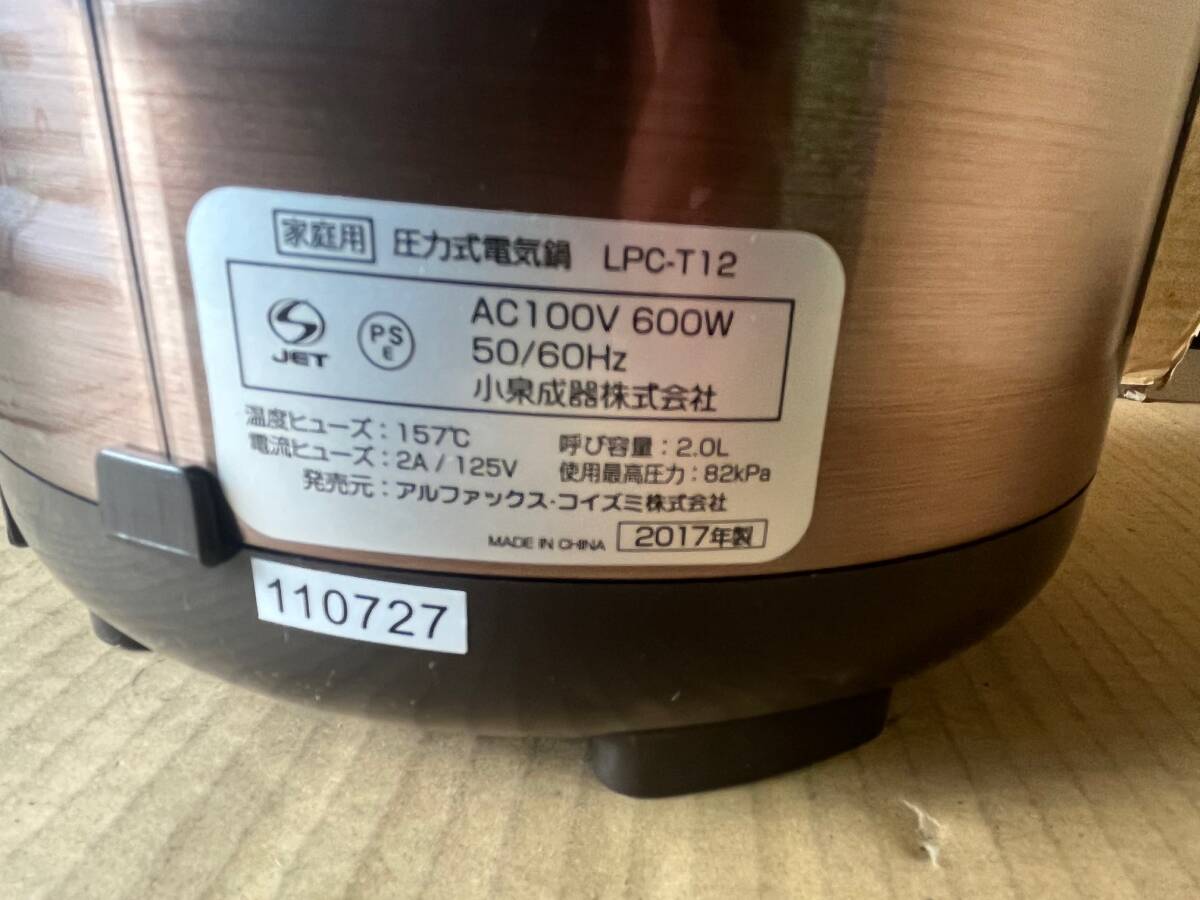 家庭用 圧力式電気鍋 LPC-T12
JET
PS
E
AC100V 600W
50/60Hz
小泉成器株式会社
温度ヒューズ：157℃
電流ヒューズ：2A / 125V
呼び容量：2.0L
使用最高圧力：82kPa
発売元：アルファックス・コイズミ株式会社
MADE IN CHINA 2017年製
110727